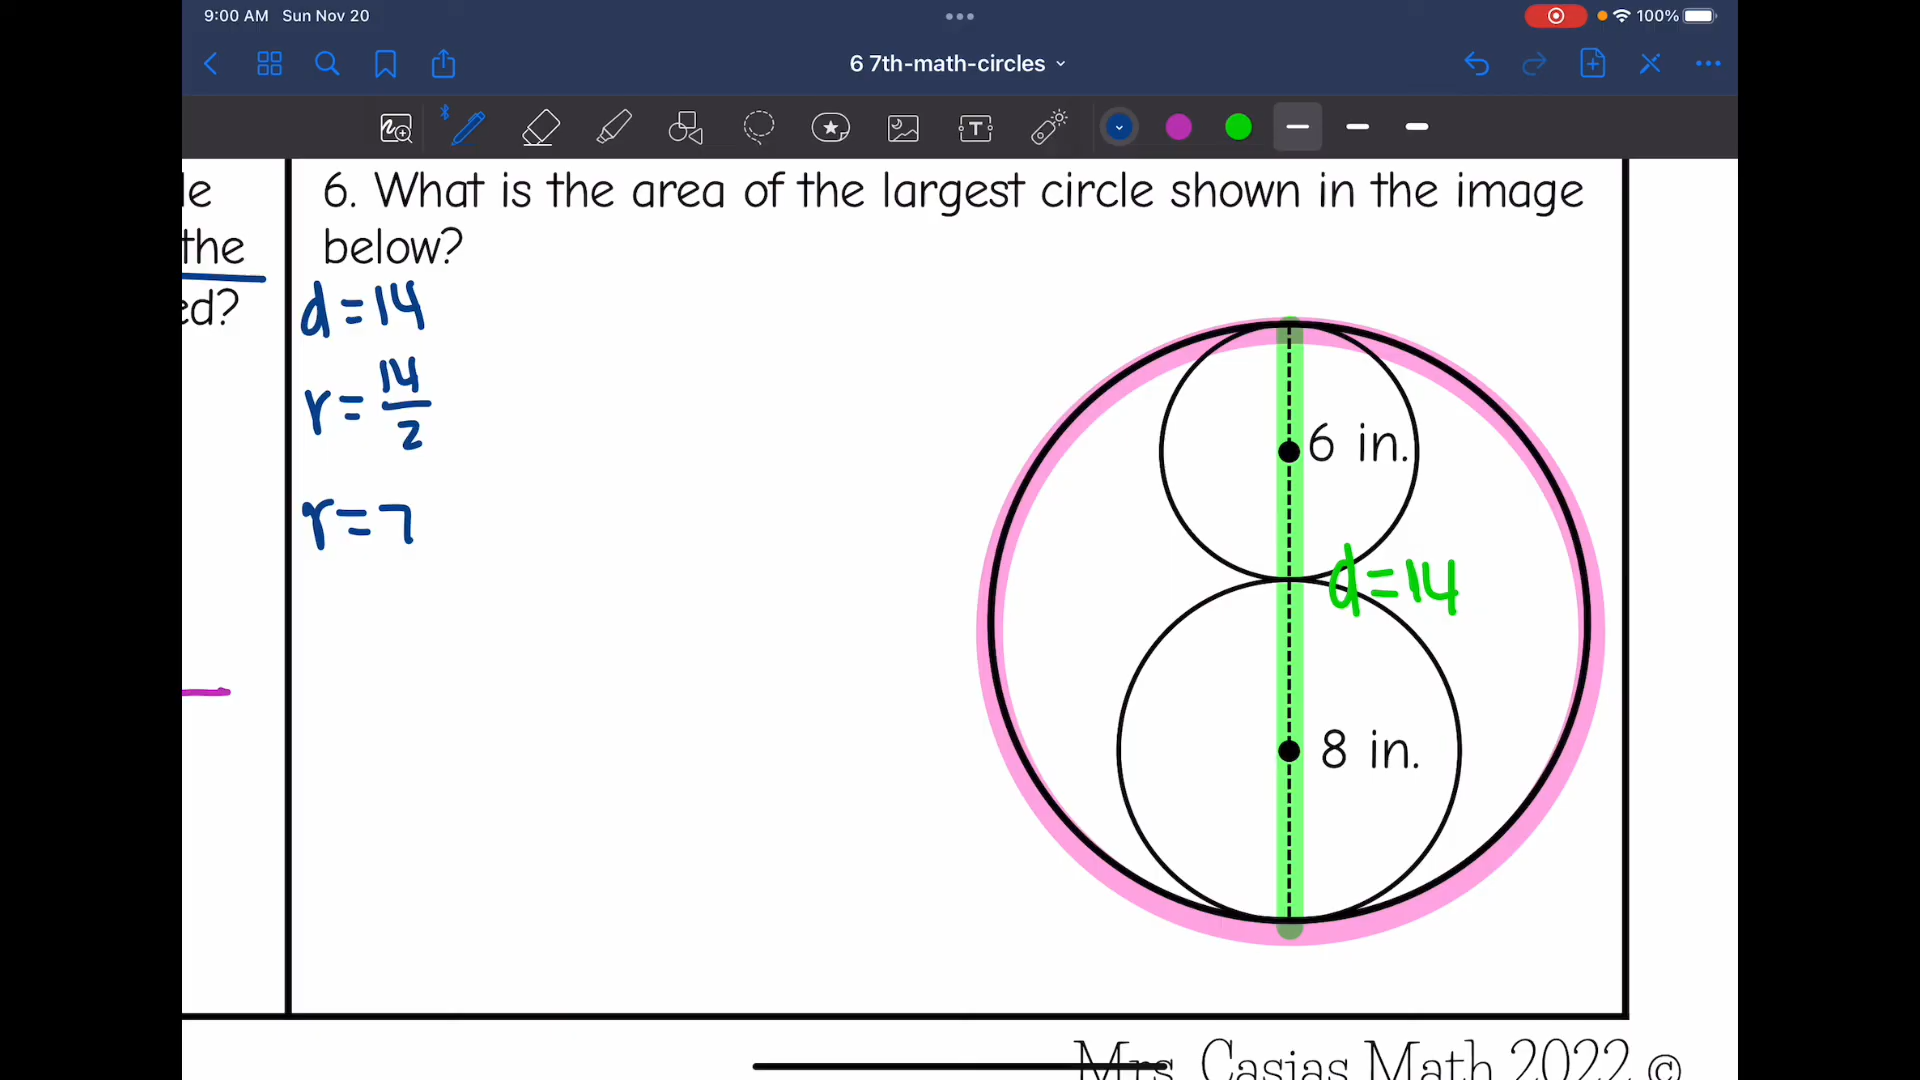 9:00 AM Sun Nov 20
100%
6 7th-math-circles
le
the
ed?
6. What is the area of the largest circle shown in the image
below?
d=14
r=14/2
r=7
6 in.
d=14
8 in.
Mrs. Casias Math 2022 ©